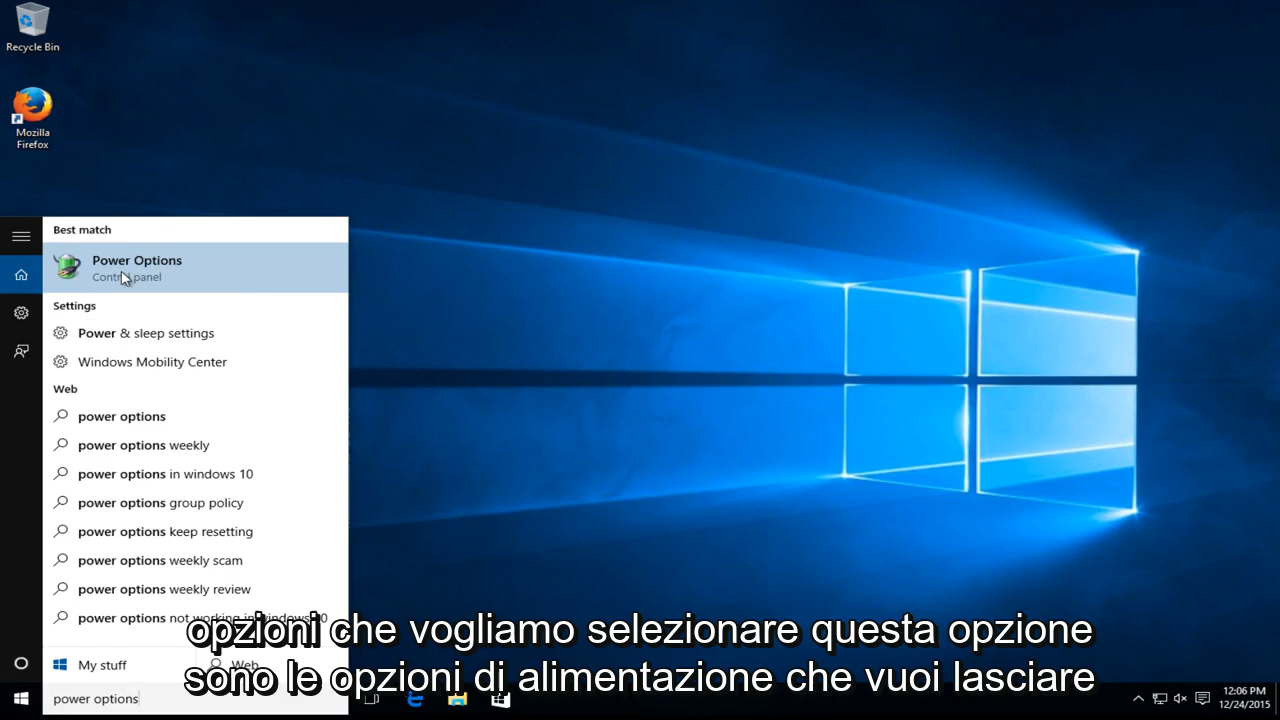 Recycle Bin
Mozilla
Firefox
Best match
Power Options
Control panel
Settings
Power & sleep settings
Windows Mobility Center
Web
power options
power options weekly
power options in windows 10
power options group policy
power options keep resetting
power options weekly scam
power options weekly review
power options not working in windows 10
opzioni che vogliamo selezionare questa opzione
sono le opzioni di alimentazione che vuoi lasciare
My stuff
Web
power options
12:06 PM
12/24/2015